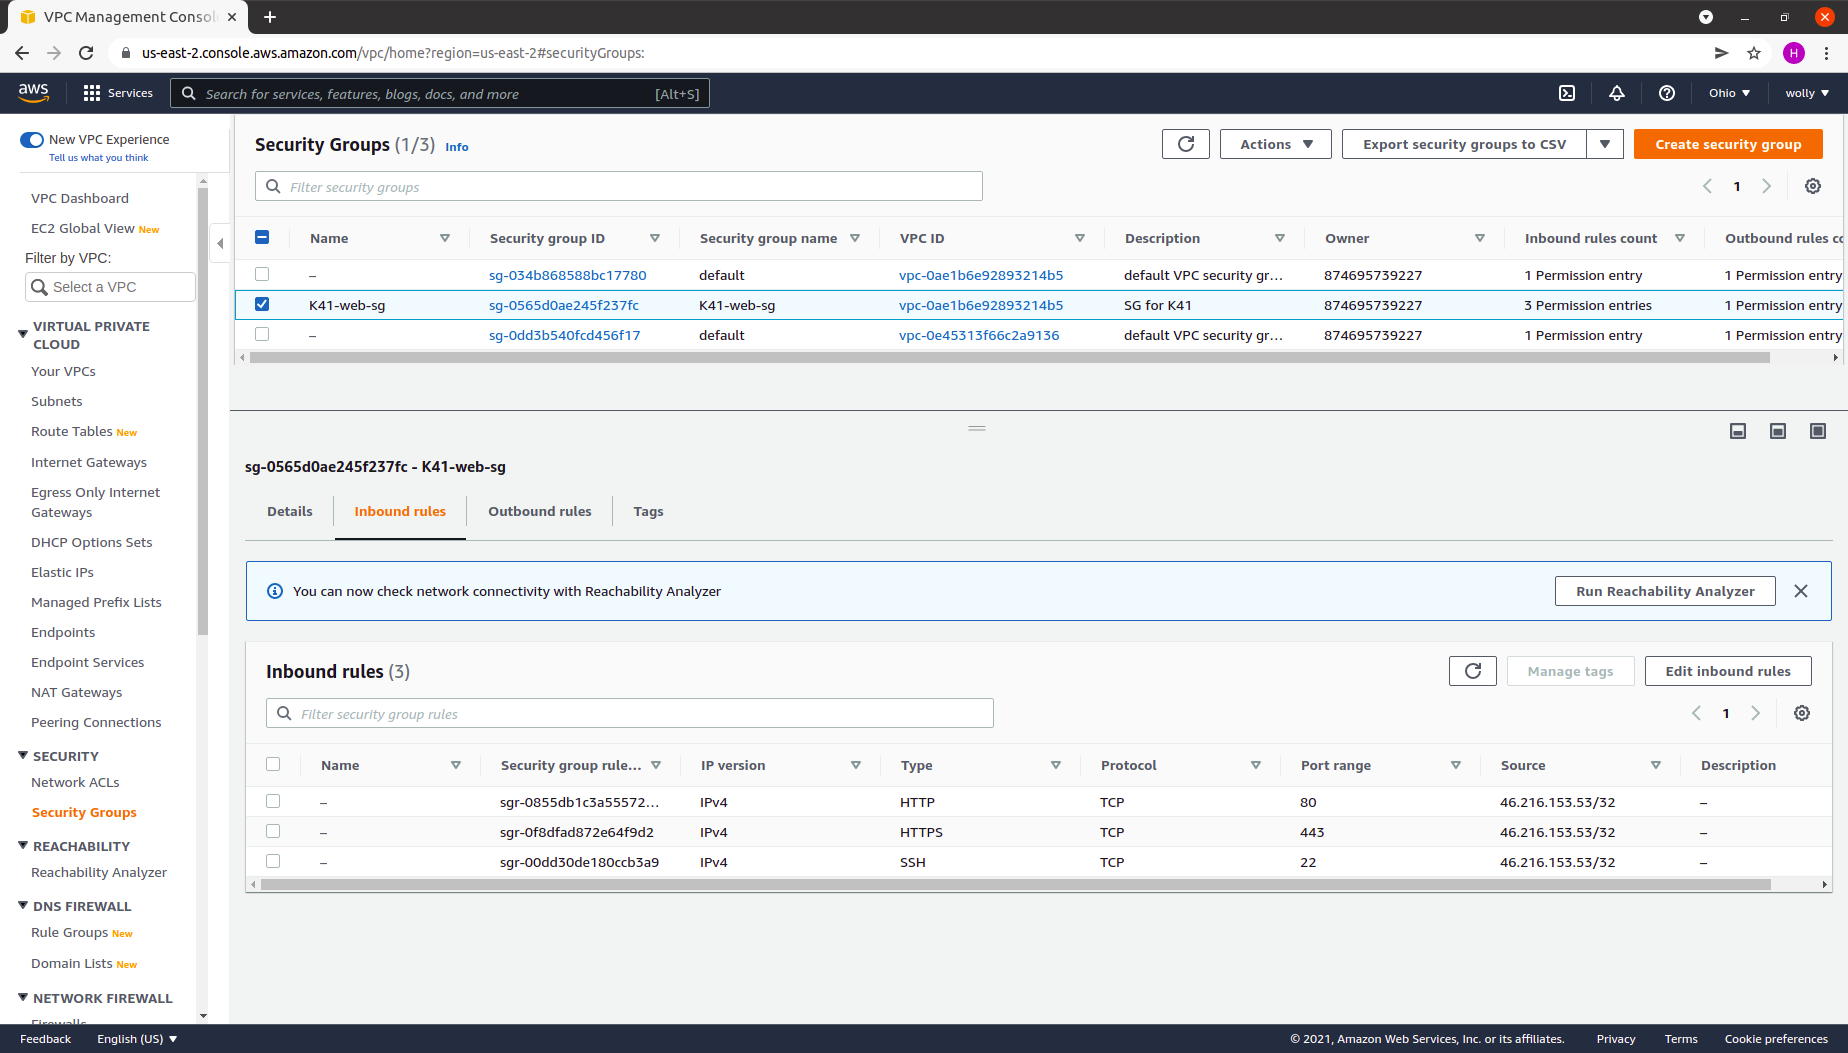 VPC Management Consol
us-east-2.console.aws.amazon.com/vpc/home?region=us-east-2#securityGroups:
H
aws
Services
Search for services, features, blogs, docs, and more
[Alt+S]
Ohio
wolly
New VPC Experience
Tell us what you think
VPC Dashboard
EC2 Global View New
Filter by VPC:
Select a VPC
VIRTUAL PRIVATE
CLOUD
Your VPCs
Subnets
Route Tables New
Internet Gateways
Egress Only Internet
Gateways
DHCP Options Sets
Elastic IPs
Managed Prefix Lists
Endpoints
Endpoint Services
NAT Gateways
Peering Connections
SECURITY
Network ACLs
Security Groups
REACHABILITY
Reachability Analyzer
DNS FIREWALL
Rule Groups New
Domain Lists New
NETWORK FIREWALL
Firewalls
Security Groups (1/3) Info
Actions
Export security groups to CSV
Create security group
Filter security groups
1
Name Security group ID Security group name VPC ID Description Owner Inbound rules count Outbound rules co
– sg-034b868588bc17780 default vpc-0ae1b6e92893214b5 default VPC security gr... 874695739227 1 Permission entry 1 Permission entry
K41-web-sg sg-0565d0ae245f237fc K41-web-sg vpc-0ae1b6e92893214b5 SG for K41 874695739227 3 Permission entries 1 Permission entry
– sg-0dd3b540fcd456f17 default vpc-0e45313f66c2a9136 default VPC security gr... 874695739227 1 Permission entry 1 Permission entry
sg-0565d0ae245f237fc - K41-web-sg
Details
Inbound rules
Outbound rules
Tags
You can now check network connectivity with Reachability Analyzer
Run Reachability Analyzer
Inbound rules (3)
Manage tags
Edit inbound rules
Filter security group rules
1
Name Security group rule... IP version Type Protocol Port range Source Description
– sgr-0855db1c3a55572... IPv4 HTTP TCP 80 46.216.153.53/32 –
– sgr-0f8dfad872e64f9d2 IPv4 HTTPS TCP 443 46.216.153.53/32 –
– sgr-00dd30de180ccb3a9 IPv4 SSH TCP 22 46.216.153.53/32 –
Feedback
English (US)
© 2021, Amazon Web Services, Inc. or its affiliates.
Privacy
Terms
Cookie preferences